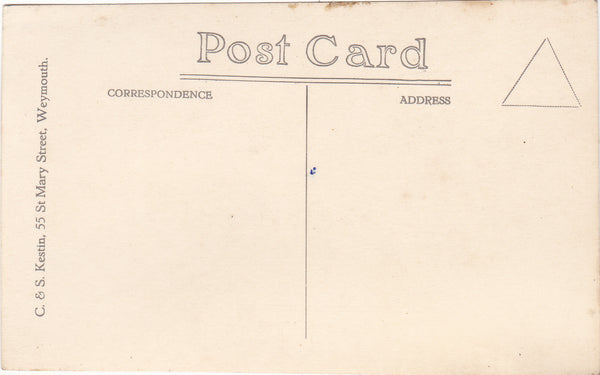 Post Card
CORRESPONDENCE
ADDRESS
C. & S. Kestin, 55 St Mary Street, Weymouth.